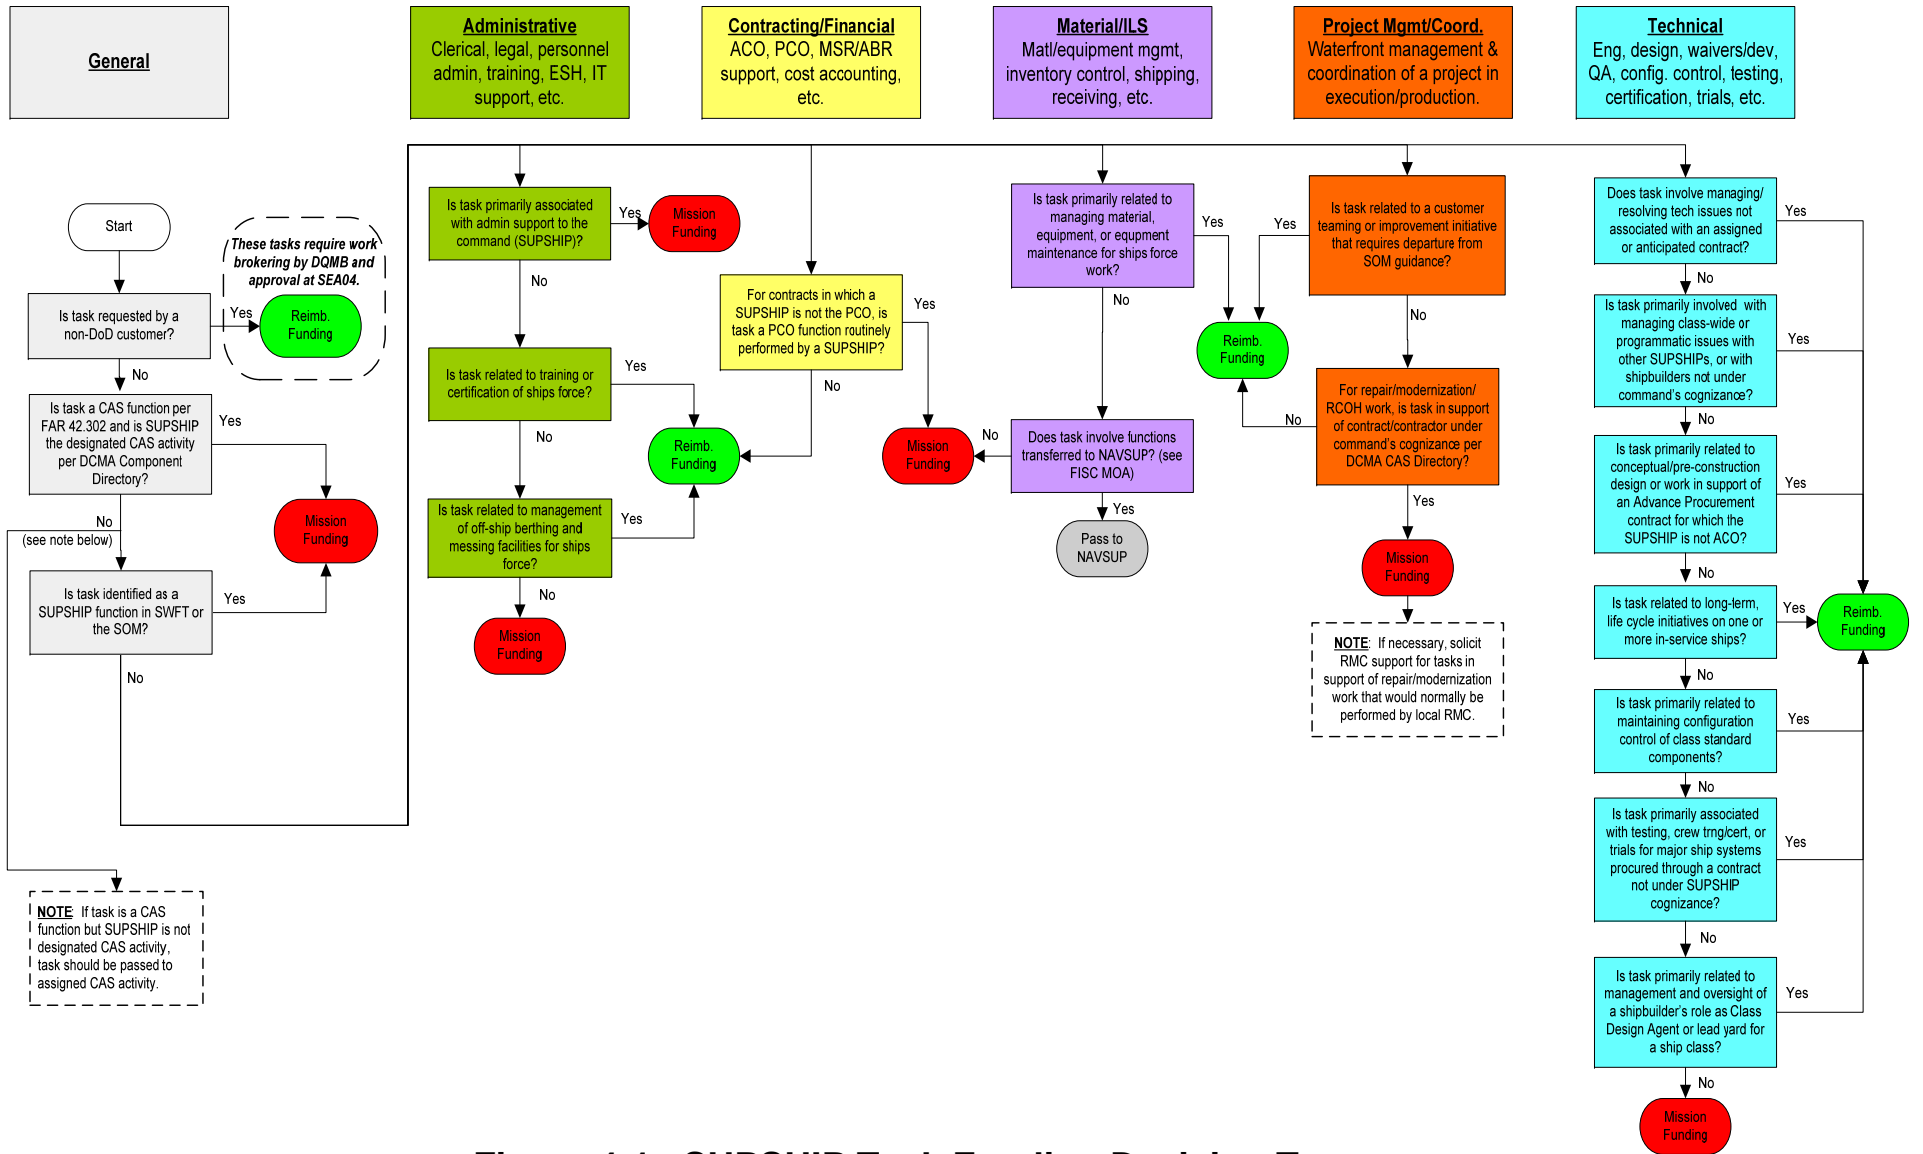 General
Administrative
Clerical, legal, personnel
admin, training, ESH, IT
support, etc.
Contracting/Financial
ACO, PCO, MSR/ABR
support, cost accounting,
etc.
Material/ILS
Matl/equipment mgmt,
inventory control, shipping,
receiving, etc.
Project Mgmt/Coord.
Waterfront management &
coordination of a project in
execution/production.
Technical
Eng, design, waivers/dev,
QA, config. control, testing,
certification, trials, etc.
Start
These tasks require work
brokering by DQMB and
approval at SEA04.
Is task requested by a
non-DoD customer?
Yes
Reimb.
Funding
No
Is task a CAS function per
FAR 42.302 and is SUPSHIP
the designated CAS activity
per DCMA Component
Directory?
Yes
No
(see note below)
Mission
Funding
Is task identified as a
SUPSHIP function in SWFT or
the SOM?
Yes
No
NOTE: If task is a CAS
function but SUPSHIP is not
designated CAS activity,
task should be passed to
assigned CAS activity.
Is task primarily associated
with admin support to the
command (SUPSHIP)?
Yes
Mission
Funding
No
Is task related to training or
certification of ships force?
Yes
No
Reimb.
Funding
Is task related to management
of off-ship berthing and
messing facilities for ships
force?
Yes
No
Mission
Funding
For contracts in which a
SUPSHIP is not the PCO, is
task a PCO function routinely
performed by a SUPSHIP?
Yes
No
Mission
Funding
Is task primarily related to
managing material,
equipment, or equpment
maintenance for ships force
work?
Yes
No
Reimb.
Funding
Does task involve functions
transferred to NAVSUP? (see
FISC MOA)
No
Yes
Pass to
NAVSUP
Is task related to a customer
teaming or improvement initiative
that requires departure from
SOM guidance?
Yes
No
For repair/modernization/
RCOH work, is task in support
of contract/contractor under
command's cognizance per
DCMA CAS Directory?
No
Yes
Mission
Funding
NOTE: If necessary, solicit
RMC support for tasks in
support of repair/modernization
work that would normally be
performed by local RMC.
Does task involve managing/
resolving tech issues not
associated with an assigned
or anticipated contract?
Yes
No
Is task primarily involved with
managing class-wide or
programmatic issues with
other SUPSHIPs, or with
shipbuilders not under
command's cognizance?
Yes
No
Is task primarily related to
conceptual/pre-construction
design or work in support of
an Advance Procurement
contract for which the
SUPSHIP is not ACO?
Yes
No
Is task related to long-term,
life cycle initiatives on one or
more in-service ships?
Yes
Reimb.
Funding
No
Is task primarily related to
maintaining configuration
control of class standard
components?
Yes
No
Is task primarily associated
with testing, crew trng/cert, or
trials for major ship systems
procured through a contract
not under SUPSHIP
cognizance?
Yes
No
Is task primarily related to
management and oversight of
a shipbuilder's role as Class
Design Agent or lead yard for
a ship class?
Yes
No
Mission
Funding